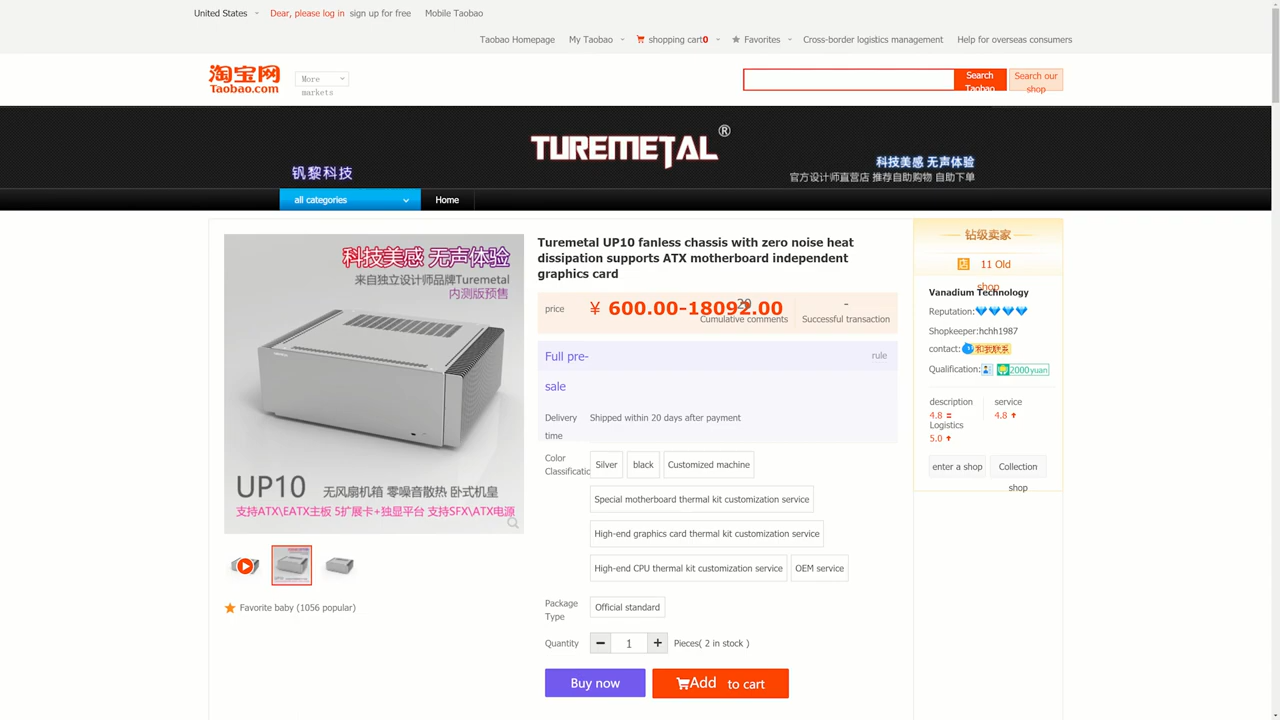 United States
Dear, please log in sign up for free
Mobile Taobao
Taobao Homepage
My Taobao
shopping cart0
Favorites
Cross-border logistics management
Help for overseas consumers
淘宝网
Taobao.com
More
markets
Search
Taobao
Search our
shop
TUREMETAL®
钒黎科技
科技美感 无声体验
官方设计师直营店 推荐自助购物 自助下单
all categories
Home
科技美感 无声体验
来自独立设计师品牌Turemetal
内测版预售
UP10 无风扇机箱 零噪音散热 卧式机皇
支持ATX\EATX主板 5扩展卡+独显平台 支持SFX\ATX电源
Favorite baby (1056 popular)
Turemetal UP10 fanless chassis with zero noise heat
dissipation supports ATX motherboard independent
graphics card
price
¥ 600.00-18092.00
20
Cumulative comments
-
Successful transaction
Full pre-
sale
rule
Delivery
time
Shipped within 20 days after payment
Color
Classificatic
Silver
black
Customized machine
Special motherboard thermal kit customization service
High-end graphics card thermal kit customization service
High-end CPU thermal kit customization service
OEM service
Package
Type
Official standard
Quantity
− 1 +
Pieces( 2 in stock )
Buy now
Add to cart
钻级卖家
店 11 Old
shop
Vanadium Technology
Reputation:
Shopkeeper:hchh1987
contact: 和我联系
Qualification: 2000yuan
description
4.8 =
service
4.8
Logistics
5.0
enter a shop
Collection
shop